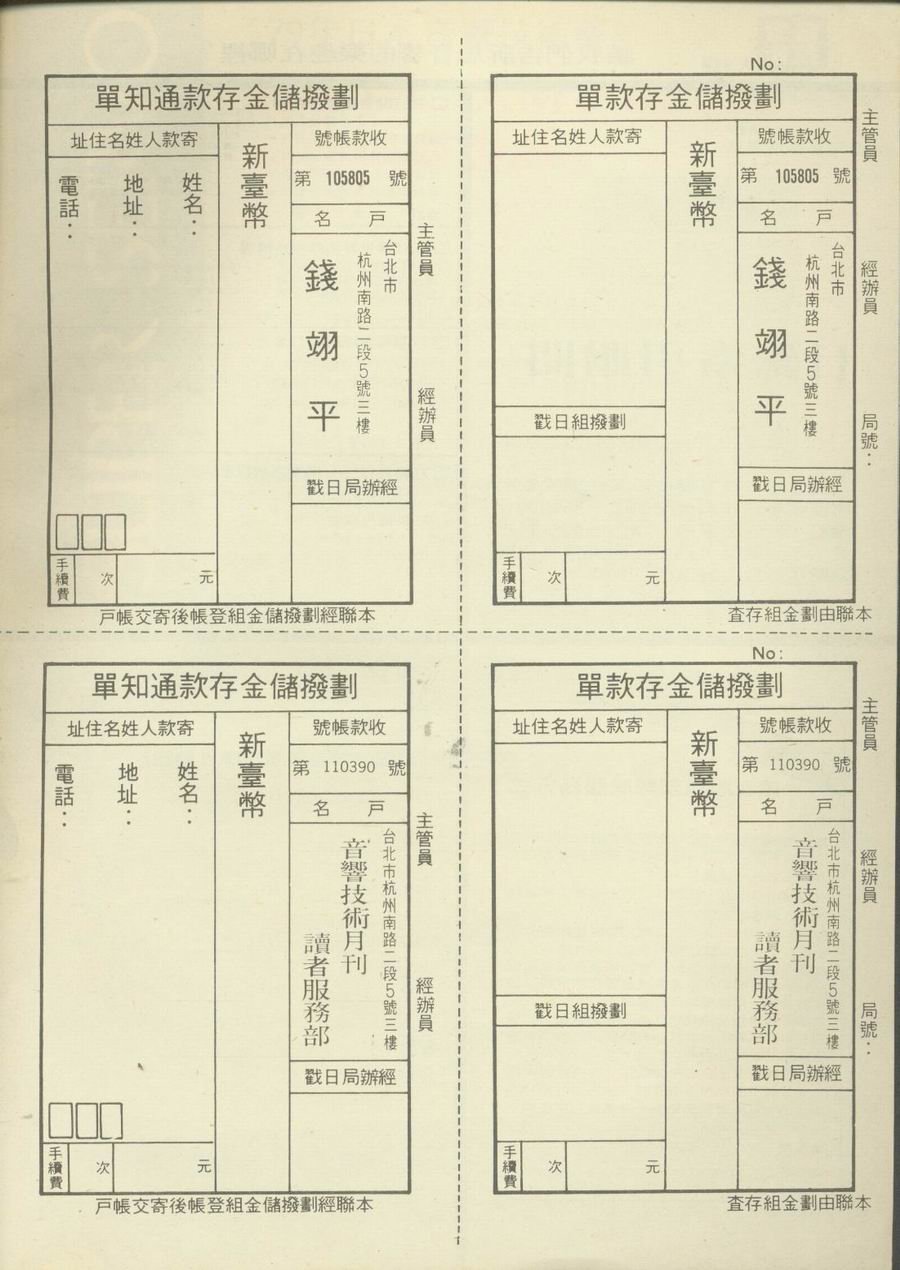 劃撥儲金存款通知單
收款帳號
第 105805 號
戶名
台北市
杭州南路二段5號三樓
錢翊平
經辦局日戳
新臺幣
寄款人姓名住址
姓名：
地址：
電話：
手續費
次
元
主管員
經辦員
本聯經劃撥儲金組登帳後寄交帳戶
No:
劃撥儲金存款單
收款帳號
第 105805 號
戶名
台北市
杭州南路二段5號三樓
錢翊平
經辦局日戳
新臺幣
寄款人姓名住址
劃撥組日戳
手續費
次
元
主管員
經辦員
局號：
本聯由劃金組存査
劃撥儲金存款通知單
收款帳號
第 110390 號
戶名
台北市杭州南路二段5號三樓
音響技術月刊
讀者服務部
經辦局日戳
新臺幣
寄款人姓名住址
姓名：
地址：
電話：
手續費
次
元
主管員
經辦員
本聯經劃撥儲金組登帳後寄交帳戶
No:
劃撥儲金存款單
收款帳號
第 110390 號
戶名
台北市杭州南路二段5號三樓
音響技術月刊
讀者服務部
經辦局日戳
新臺幣
寄款人姓名住址
劃撥組日戳
手續費
次
元
主管員
經辦員
局號：
本聯由劃金組存査